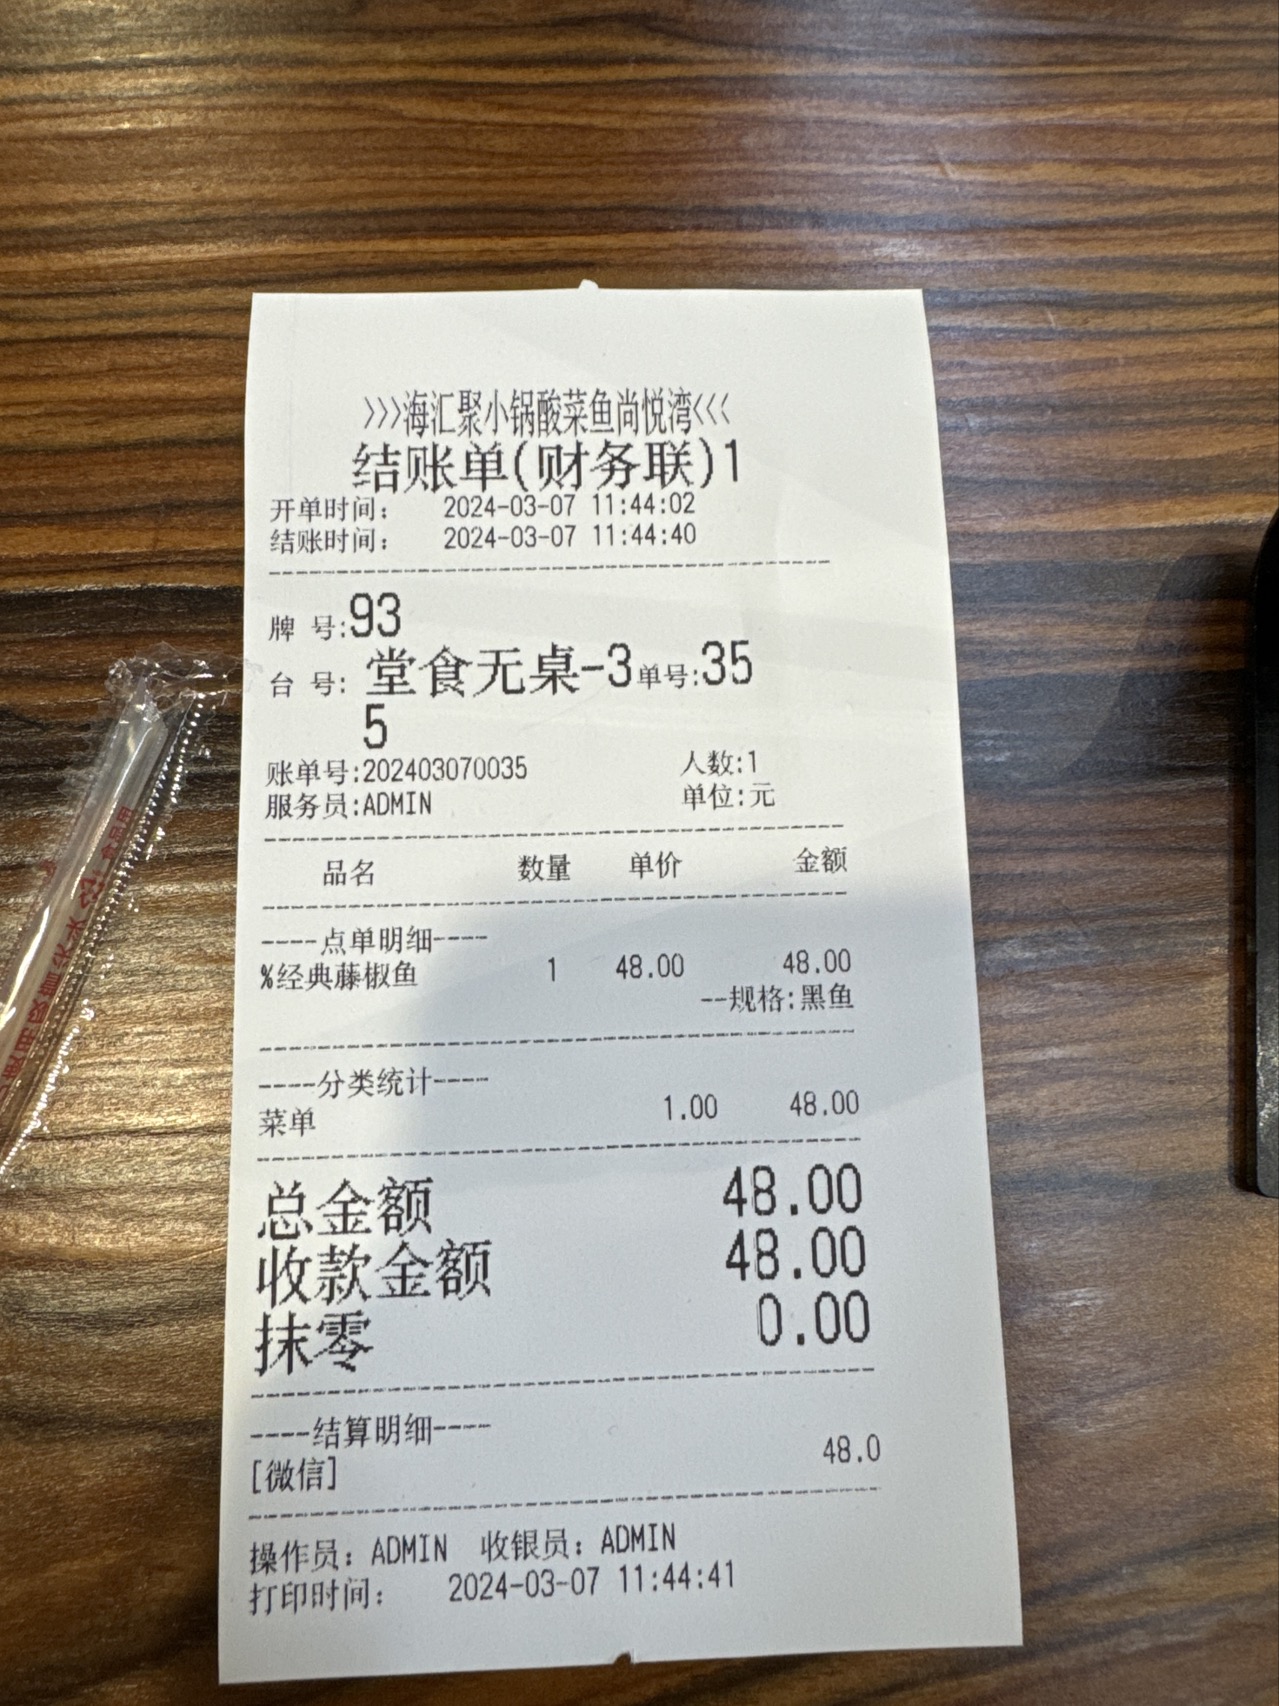 >>>海汇聚小锅酸菜鱼尚悦湾<<<
结账单(财务联)1
开单时间: 2024-03-07 11:44:02
结账时间: 2024-03-07 11:44:40
牌 号:93
台 号: 堂食无桌-3单号:35
5
账单号:202403070035 人数:1
服务员:ADMIN 单位:元
品名 数量 单价 金额
----点单明细----
%经典藤椒鱼 1 48.00 48.00
--规格:黑鱼
----分类统计----
菜单 1.00 48.00
总金额 48.00
收款金额 48.00
抹零 0.00
----结算明细----
[微信] 48.0
操作员: ADMIN 收银员: ADMIN
打印时间: 2024-03-07 11:44:41